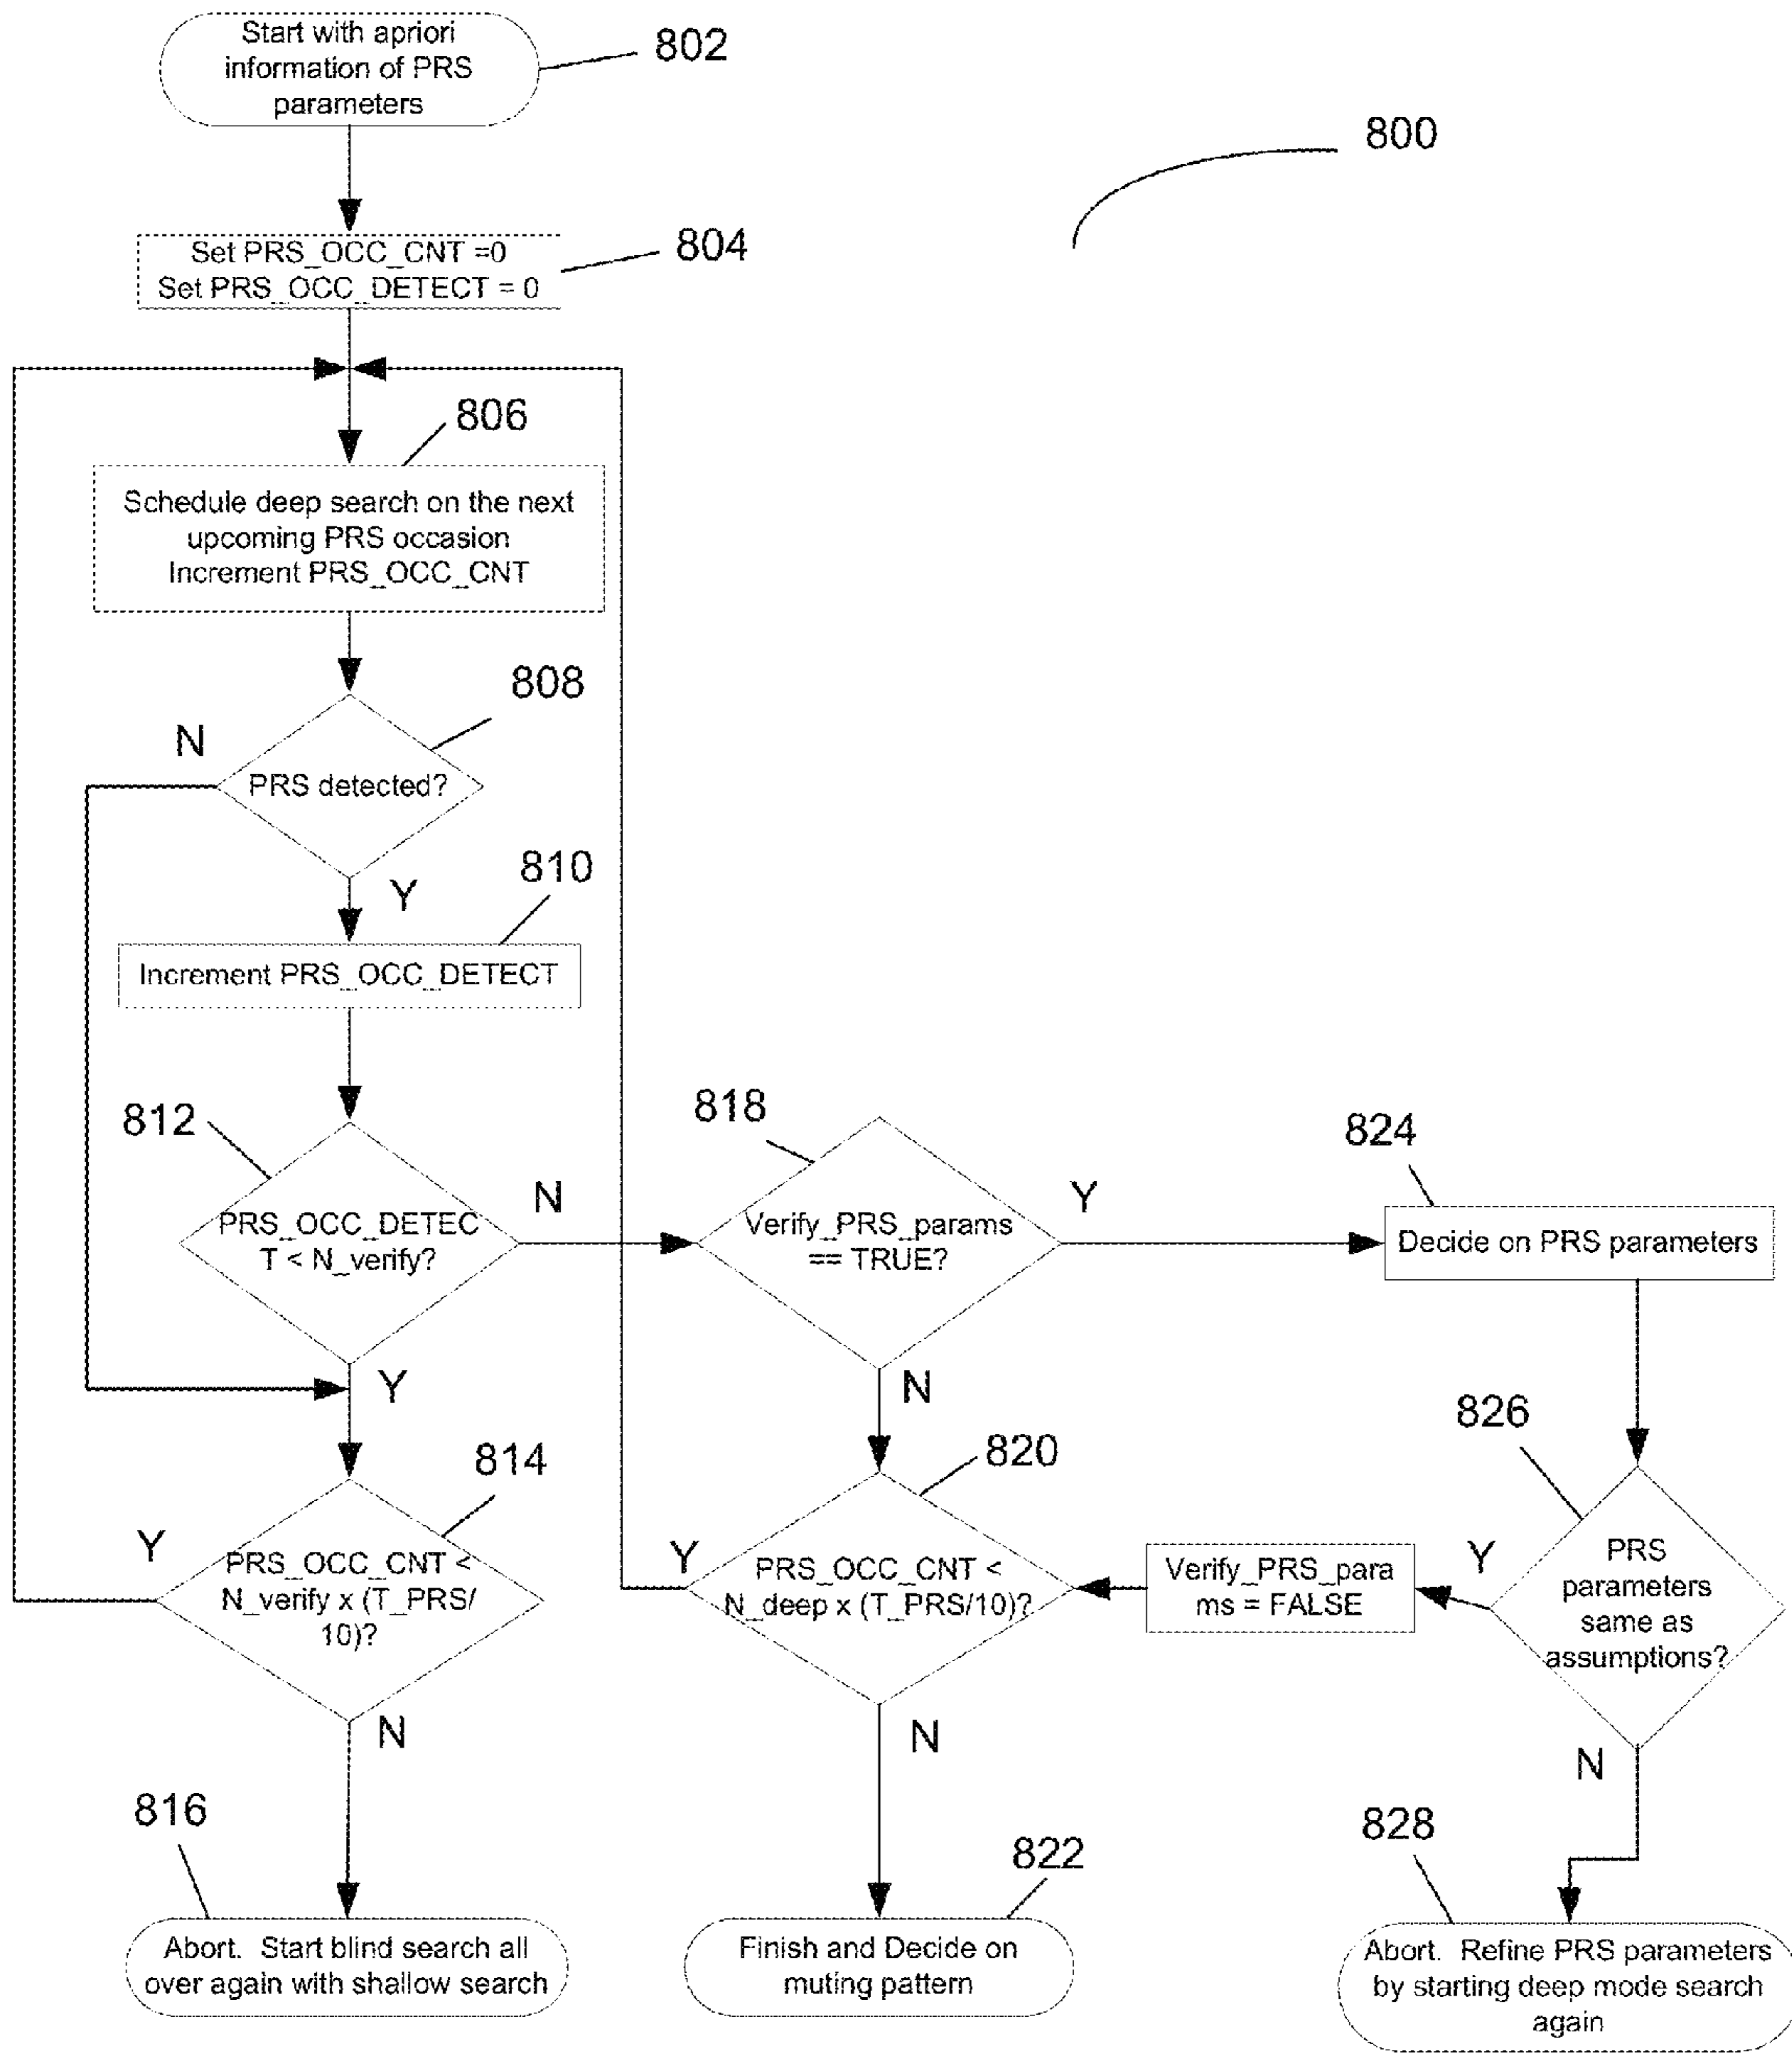 Start with apriori
information of PRS
parameters
802
800
Set PRS_OCC_CNT =0
Set PRS_OCC_DETECT = 0
804
806
Schedule deep search on the next
upcoming PRS occasion
Increment PRS_OCC_CNT
808
N
PRS detected?
Y
810
Increment PRS_OCC_DETECT
812
PRS_OCC_DETEC
T < N_verify?
N
Y
818
Verify_PRS_params
== TRUE?
Y
N
824
Decide on PRS parameters
814
Y
PRS_OCC_CNT <
N_verify x (T_PRS/
10)?
N
820
Y
PRS_OCC_CNT <
N_deep x (T_PRS/10)?
N
Verify_PRS_para
ms = FALSE
826
Y
PRS
parameters
same as
assumptions?
N
816
Abort. Start blind search all
over again with shallow search
822
Finish and Decide on
muting pattern
828
Abort. Refine PRS parameters
by starting deep mode search
again